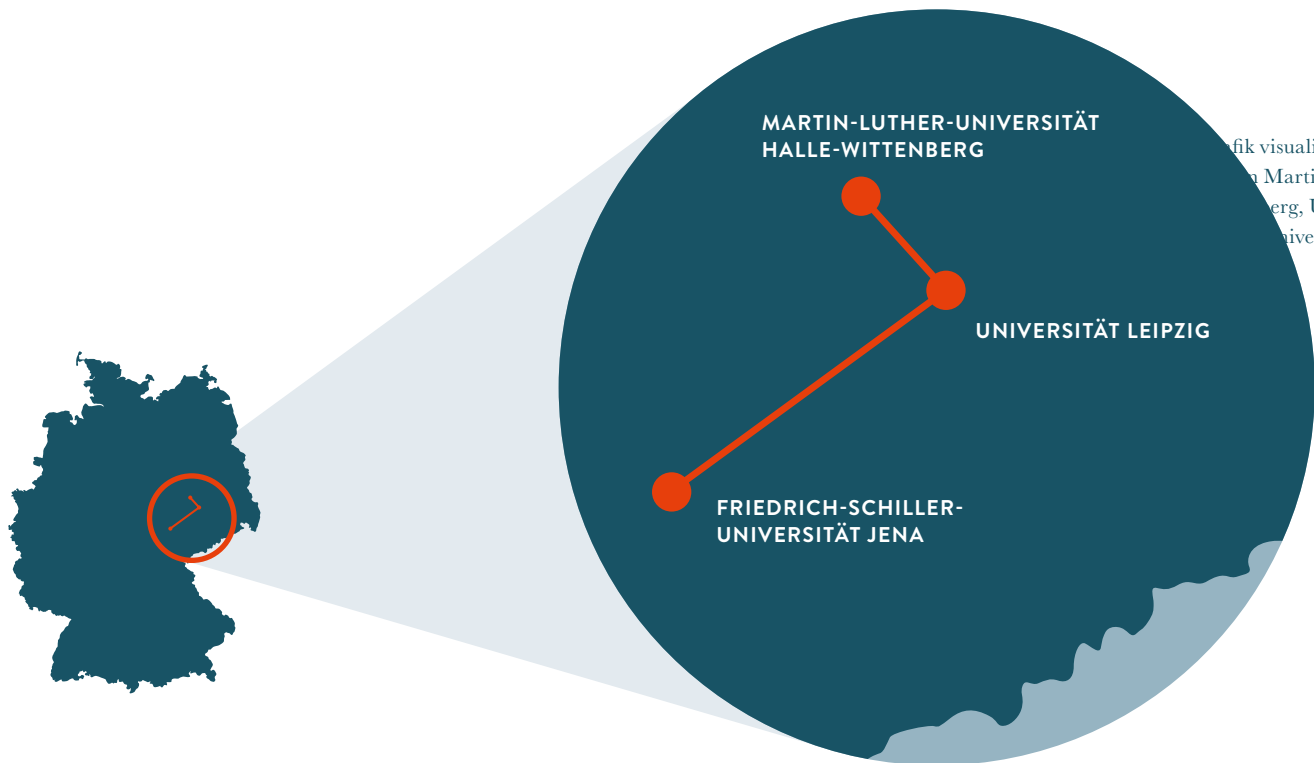 MARTIN-LUTHER-UNIVERSITÄT
HALLE-WITTENBERG
UNIVERSITÄT LEIPZIG
FRIEDRICH-SCHILLER-
UNIVERSITÄT JENA